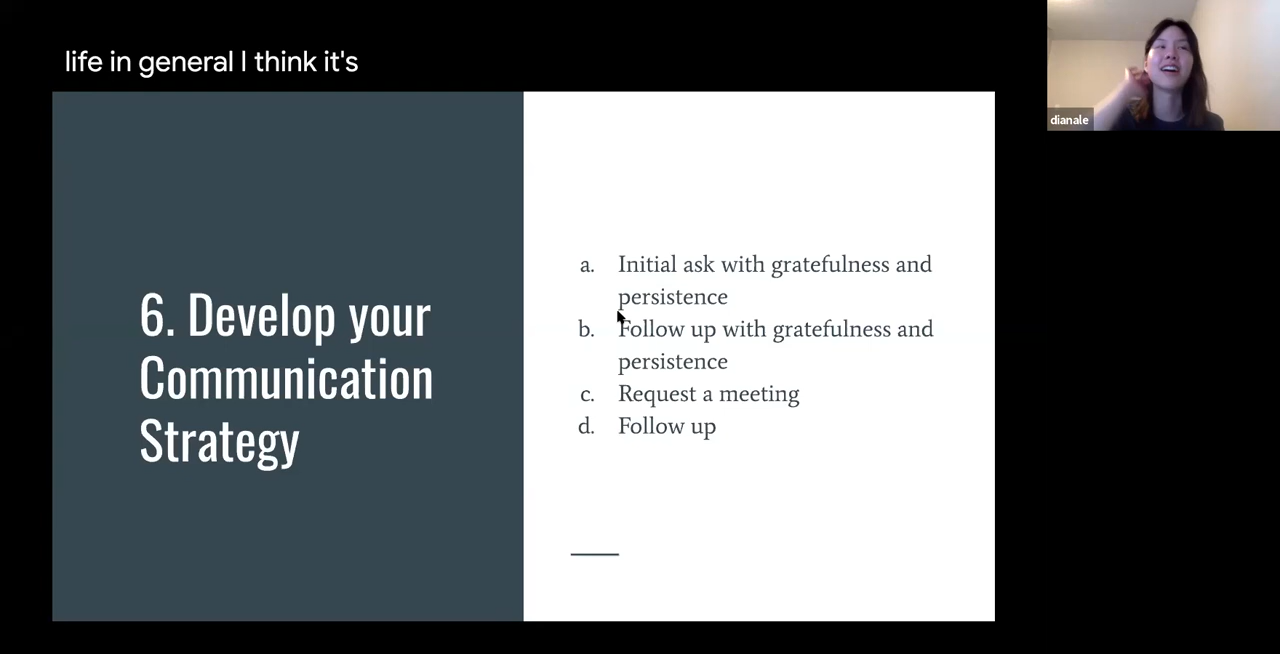 life in general I think it's
dianale
6. Develop your
Communication
Strategy
a. Initial ask with gratefulness and
persistence
b. Follow up with gratefulness and
persistence
c. Request a meeting
d. Follow up